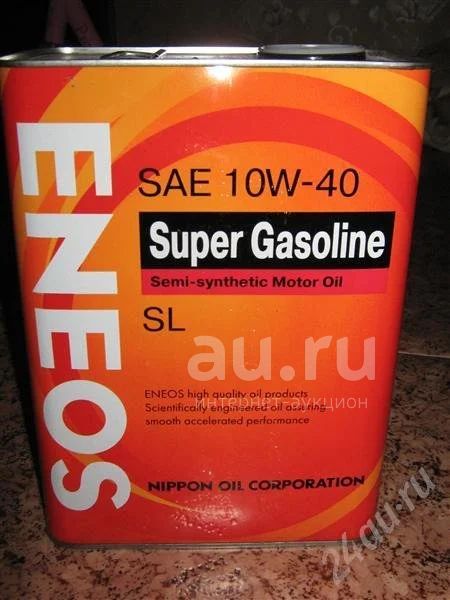 ENEOS
SAE 10W-40
Super Gasoline
Semi-synthetic Motor Oil
SL
au.ru
интернет-аукцион
ENEOS high quality oil products
Scientifically engineered oil assuring
smooth accelerated performance
NIPPON OIL CORPORATION
24au.ru